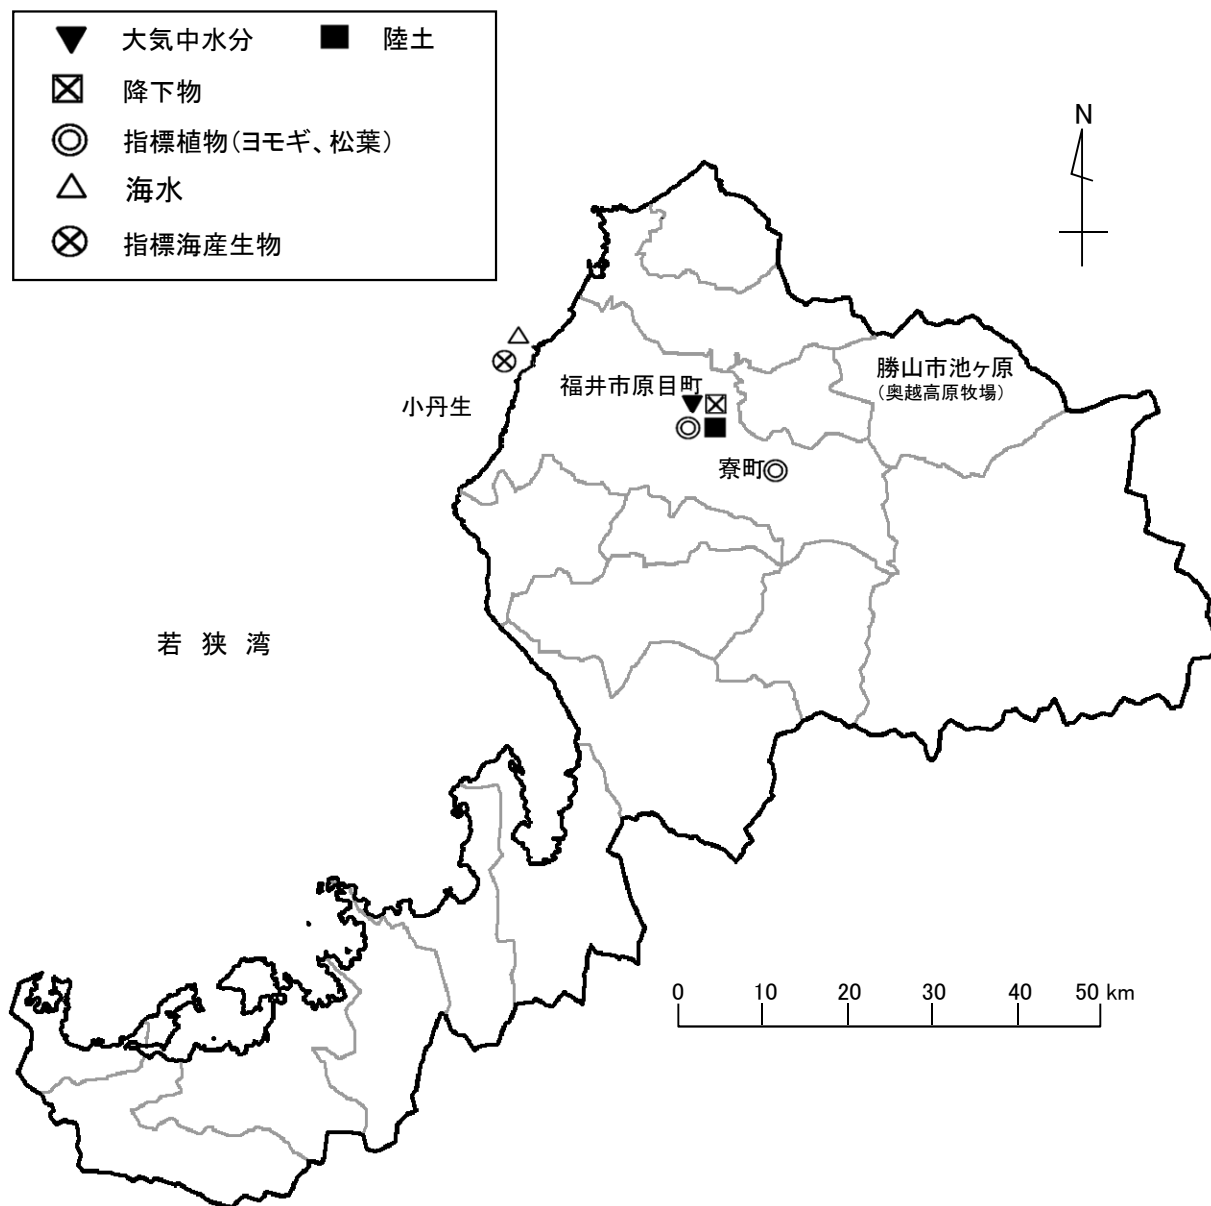 大気中水分 陸土
降下物
指標植物(ヨモギ、松葉)
海水
指標海産生物
N
勝山市池ヶ原
(奥越高原牧場)
福井市原目町
小丹生
寮町
若狭湾
0 10 20 30 40 50 km